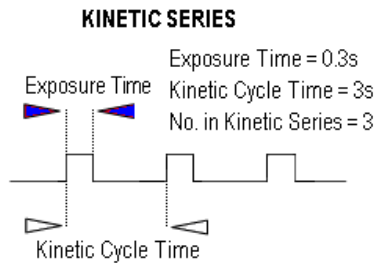 KINETIC SERIES
Exposure Time = 0.3s
Exposure Time
Kinetic Cycle Time = 3s
No. in Kinetic Series = 3
Kinetic Cycle Time